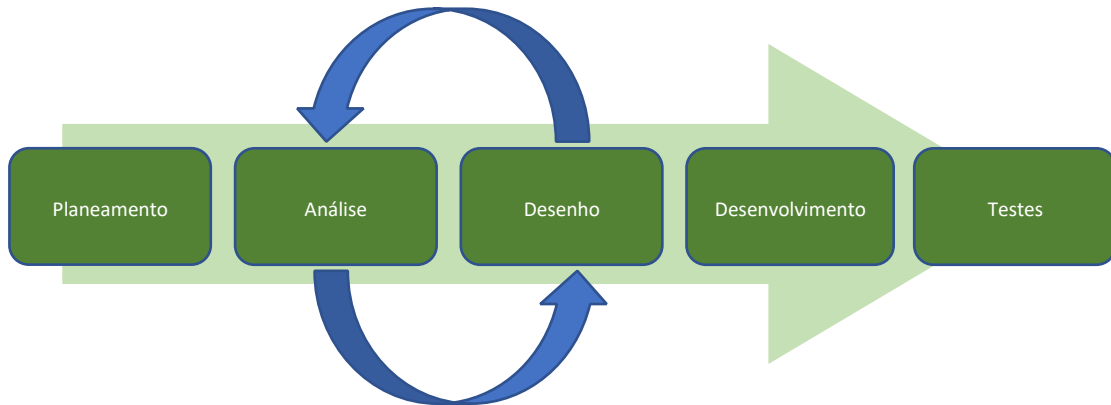 Planeamento
Análise
Desenho
Desenvolvimento
Testes